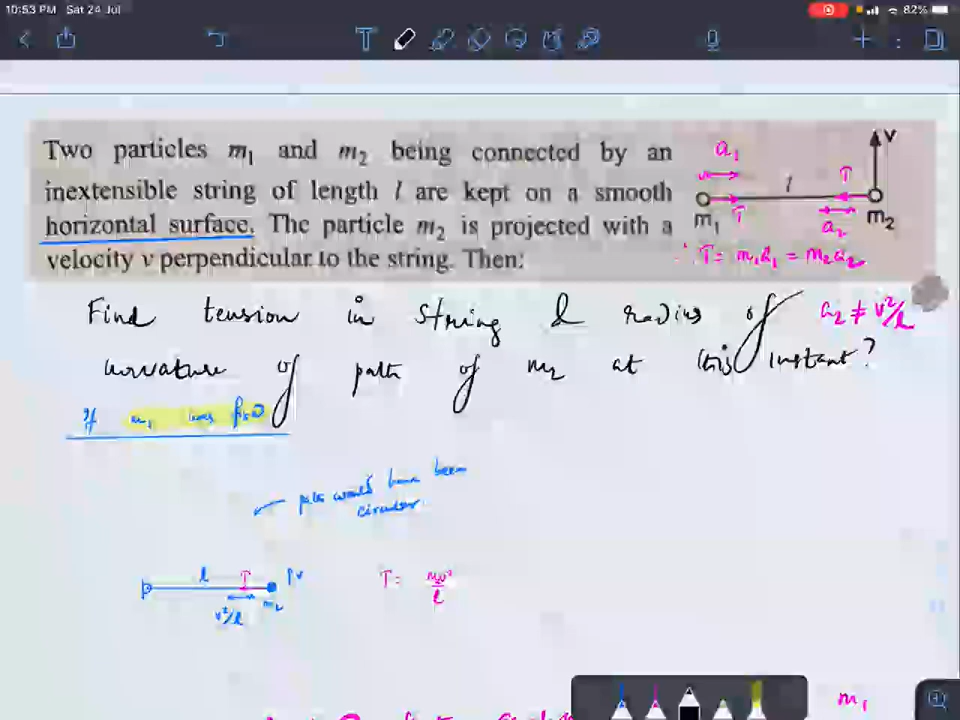 10:53 PM Sat 24 Jul
82%
T
Two particles m₁ and m₂ being connected by an
inextensible string of length l are kept on a smooth
horizontal surface. The particle m₂ is projected with a
velocity v perpendicular to the string. Then:
a₁
l
T
v
m₁
T
a₂
m₂
∴ T = m₁a₁ = m₂a₂
Find tension in string & radius of
a₂ ≠ v²/l
curvature of path of m₂ at this instant?
If m₁ was fixed
path would have been
circular
l
T
v
T = m₂v²/l
v²/l
m₂
m₁